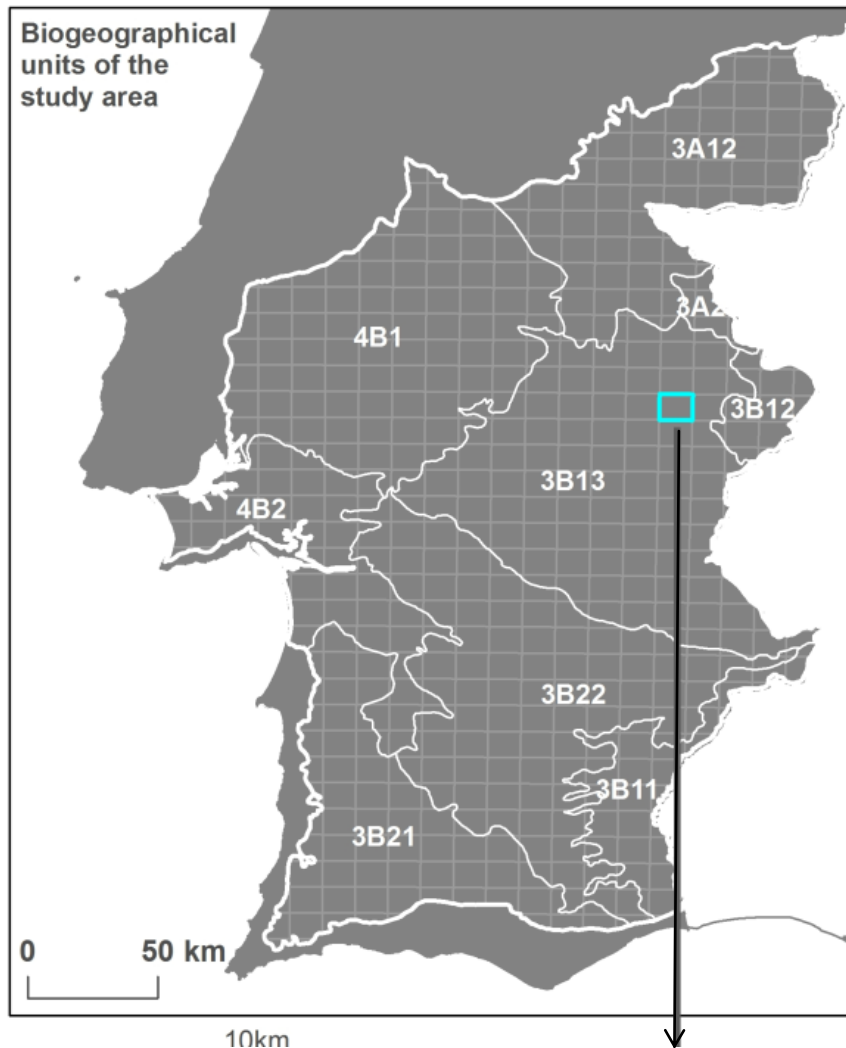 Biogeographical
units of the
study area
3A12
3A2
4B1
3B12
3B13
4B2
3B22
3B11
3B21
0 50 km
10km